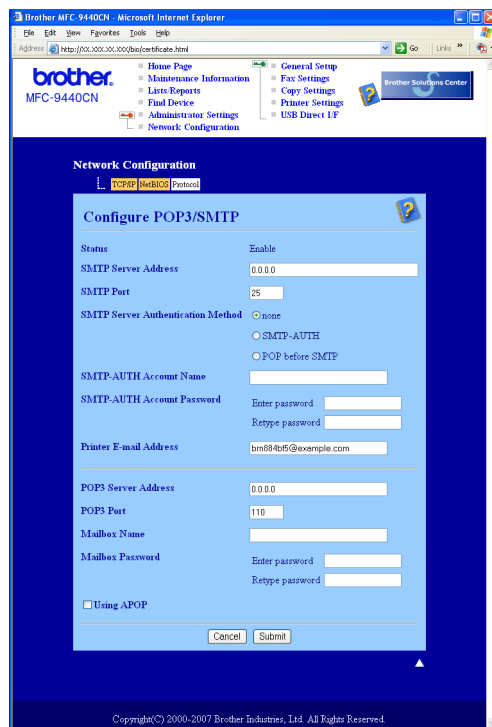 Brother MFC-9440CN - Microsoft Internet Explorer
File Edit View Favorites Tools Help
Address http://XX.XXX.XX.XXX/bio/certificate.html Go Links »
brother.
MFC-9440CN
Home Page
Maintenance Information
Lists/Reports
Find Device
Administrator Settings
Network Configuration
General Setup
Fax Settings
Copy Settings
Printer Settings
USB Direct I/F
Brother Solutions Center
Network Configuration
TCP/IP NetBIOS Protocol
Configure POP3/SMTP
Status Enable
SMTP Server Address 0.0.0.0
SMTP Port 25
SMTP Server Authentication Method none
SMTP-AUTH
POP before SMTP
SMTP-AUTH Account Name
SMTP-AUTH Account Password Enter password
Retype password
Printer E-mail Address brn884bf5@example.com
POP3 Server Address 0.0.0.0
POP3 Port 110
Mailbox Name
Mailbox Password Enter password
Retype password
Using APOP
Cancel Submit
Copyright(C) 2000-2007 Brother Industries, Ltd. All Rights Reserved.